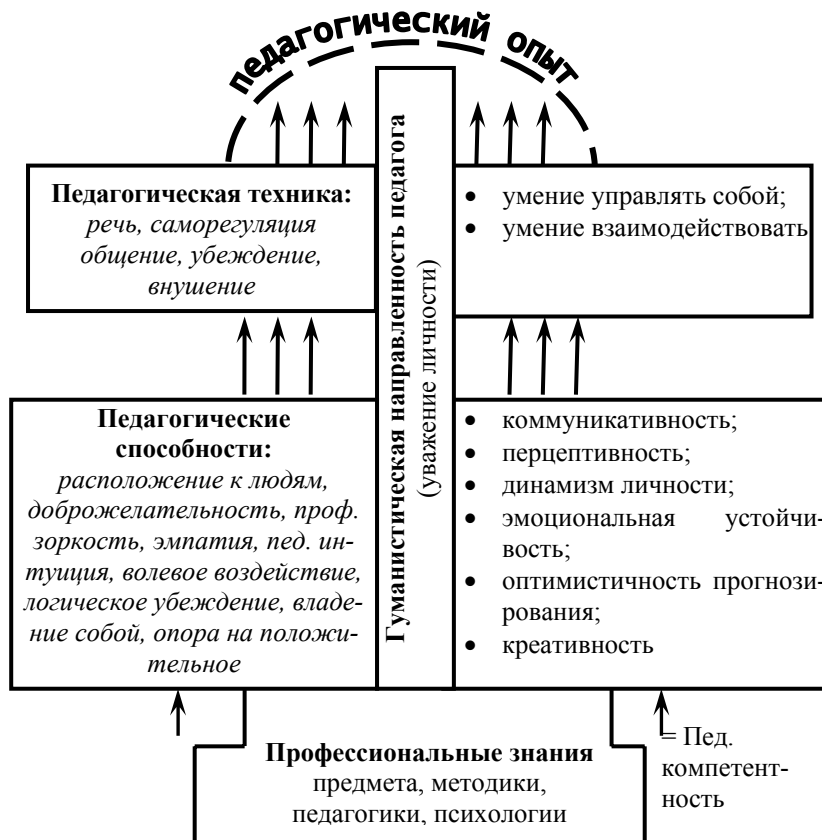 педагогический опыт
Педагогическая техника:
речь, саморегуляция
общение, убеждение,
внушение
Гуманистическая направленность педагога
(уважение личности)
• умение управлять собой;
• умение взаимодействовать
Педагогические
способности:
расположение к людям,
доброжелательность, проф.
зоркость, эмпатия, пед. ин-
туиция, волевое воздействие,
логическое убеждение, владе-
ние собой, опора на положи-
тельное
• коммуникативность;
• перцептивность;
• динамизм личности;
• эмоциональная устойчи-
вость;
• оптимистичность прогнози-
рования;
• креативность
Профессиональные знания
предмета, методики,
педагогики, психологии
= Пед.
компетент-
ность